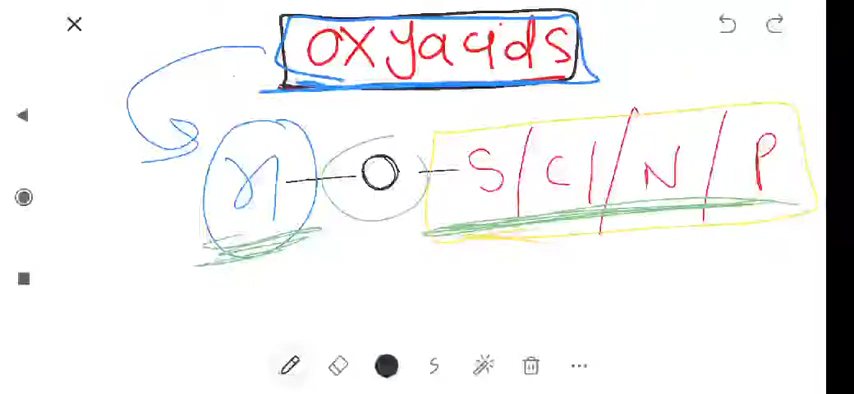 oxyacids
H - O - S / Cl / N / P